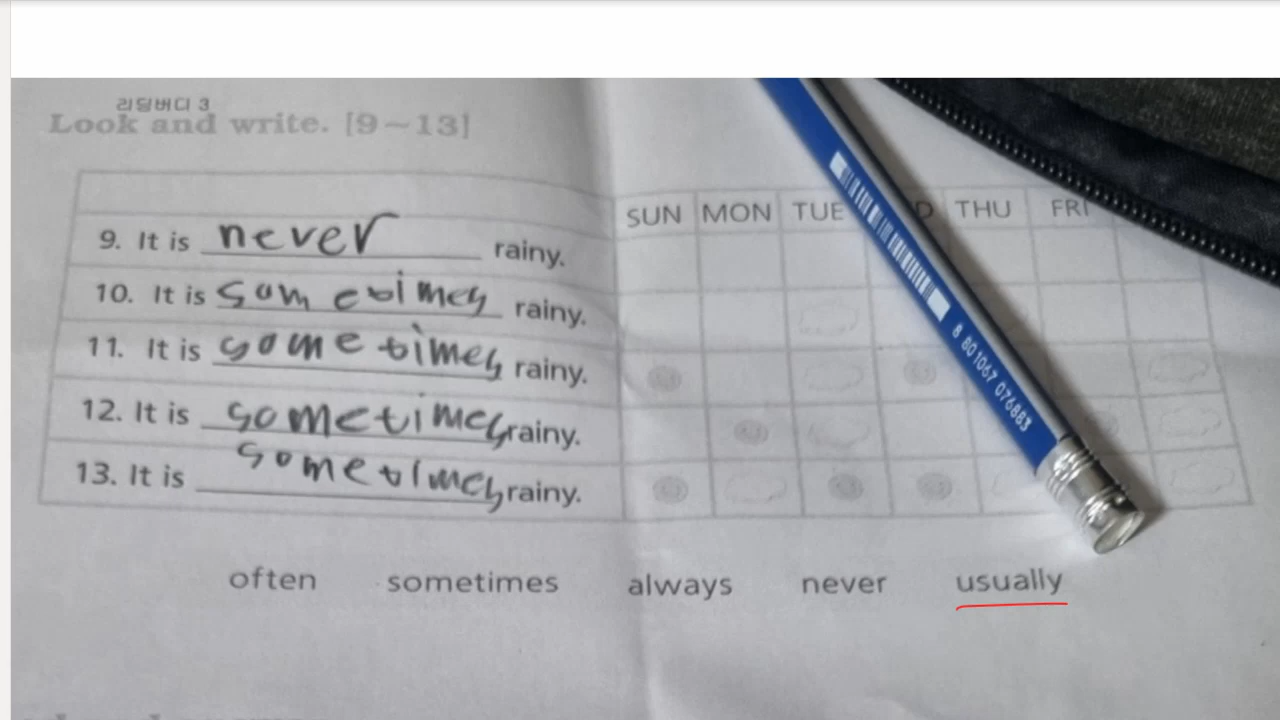 리딩버디 3
Look and write. [9~13]
SUN MON TUE D THU FRI
9. It is never rainy.
10. It is sometimes rainy.
11. It is sometimes rainy.
12. It is sometimes rainy.
13. It is sometimes rainy.
often sometimes always never usually
8 801067 076883